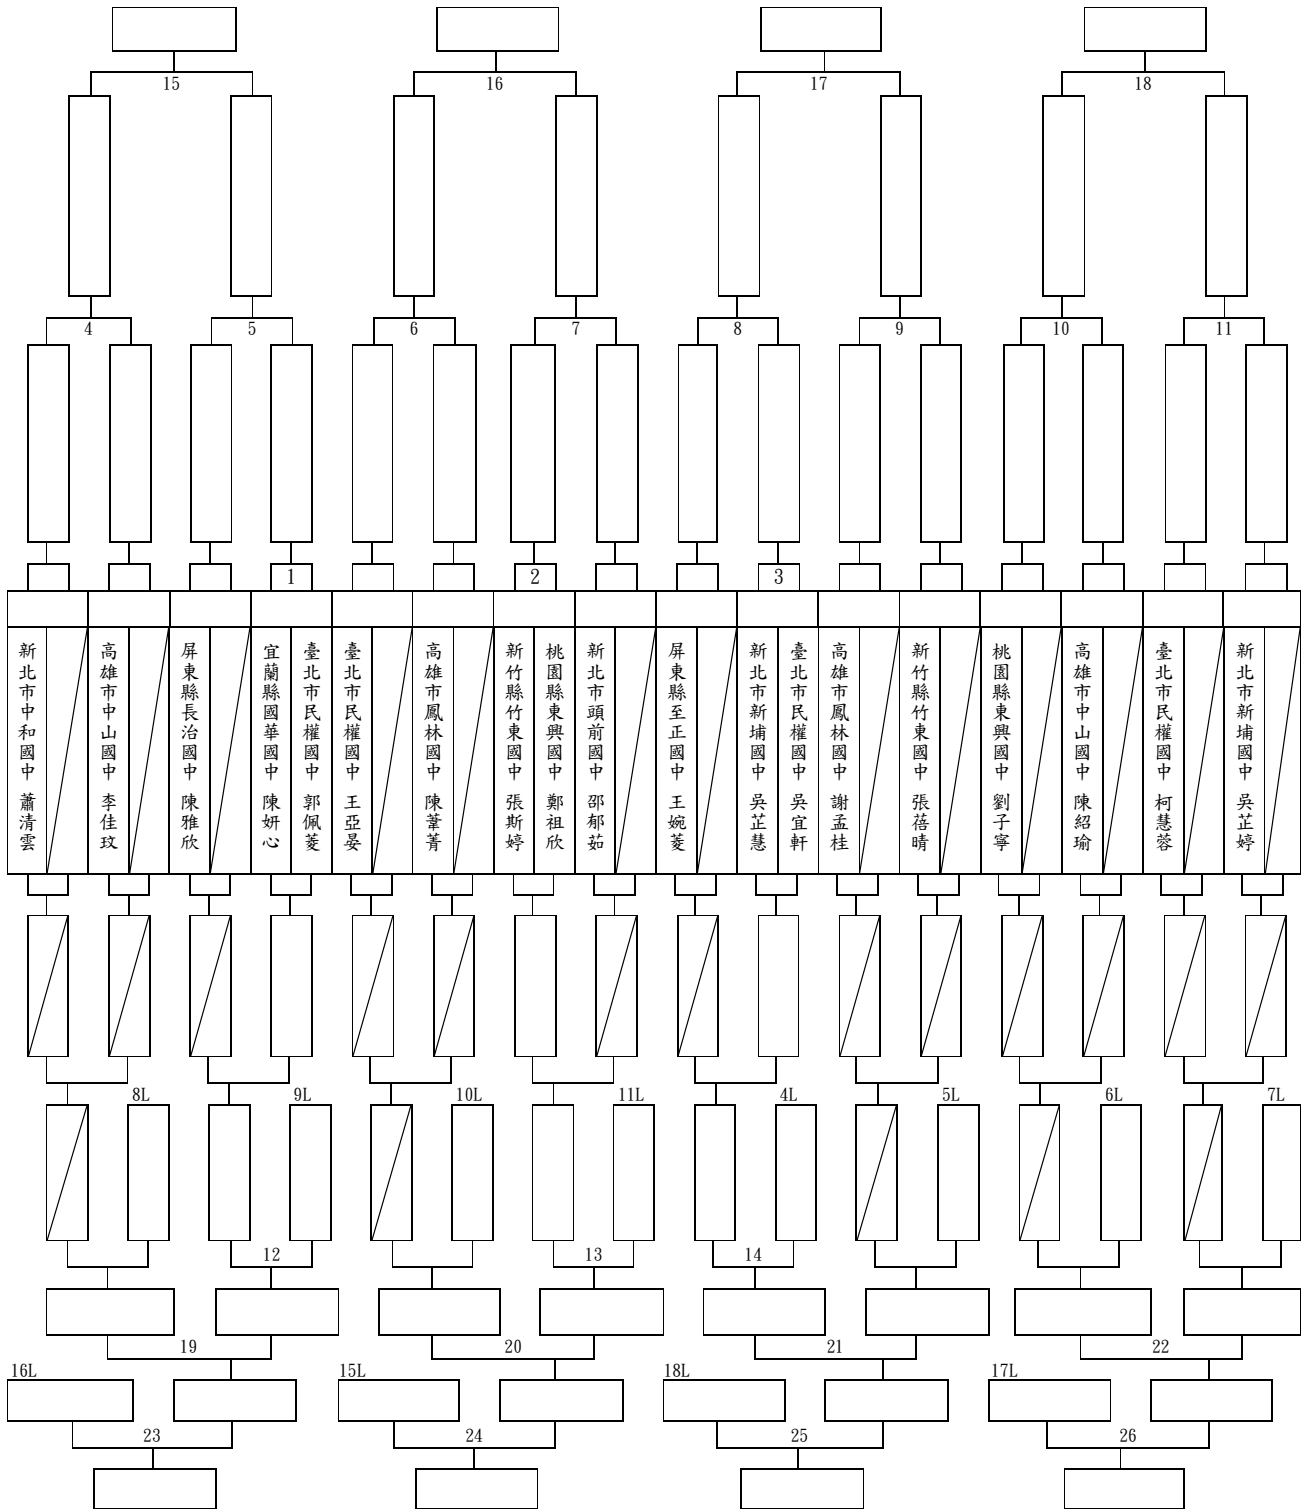 15 16 17 18
4 5 6 7 8 9 10 11
1 2 3
新北市中和國中 蕭清雲
高雄市中山國中 李佳玟
屏東縣長治國中 陳雅欣
宜蘭縣國華國中 陳妍心
臺北市民權國中 郭佩菱
臺北市民權國中 王亞晏
高雄市鳳林國中 陳葦菁
新竹縣竹東國中 張斯婷
桃園縣東興國中 鄭祖欣
新北市頭前國中 邵郁茹
屏東縣至正國中 王婉菱
新北市新埔國中 吳芷慧
臺北市民權國中 吳宜軒
高雄市鳳林國中 謝孟桂
新竹縣竹東國中 張蓓晴
桃園縣東興國中 劉子寧
高雄市中山國中 陳紹瑜
臺北市民權國中 柯慧蓉
新北市新埔國中 吳芷婷
8L 9L 10L 11L 4L 5L 6L 7L
12 13 14
19 20 21 22
16L 15L 18L 17L
23 24 25 26